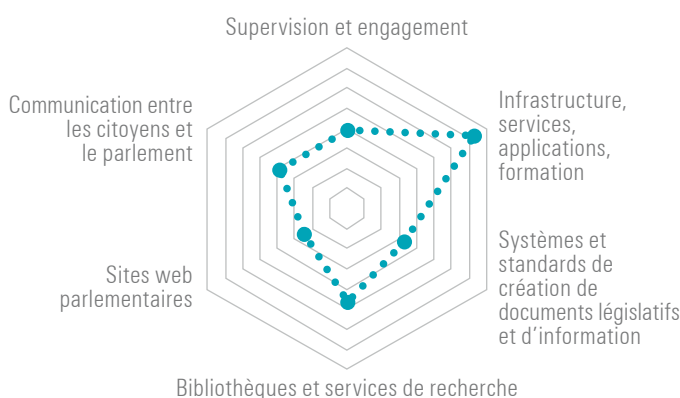 Supervision et engagement
Communication entre
les citoyens et
le parlement
Infrastructure,
services,
applications,
formation
Sites web
parlementaires
Systèmes et
standards de
création de
documents législatifs
et d’information
Bibliothèques et services de recherche